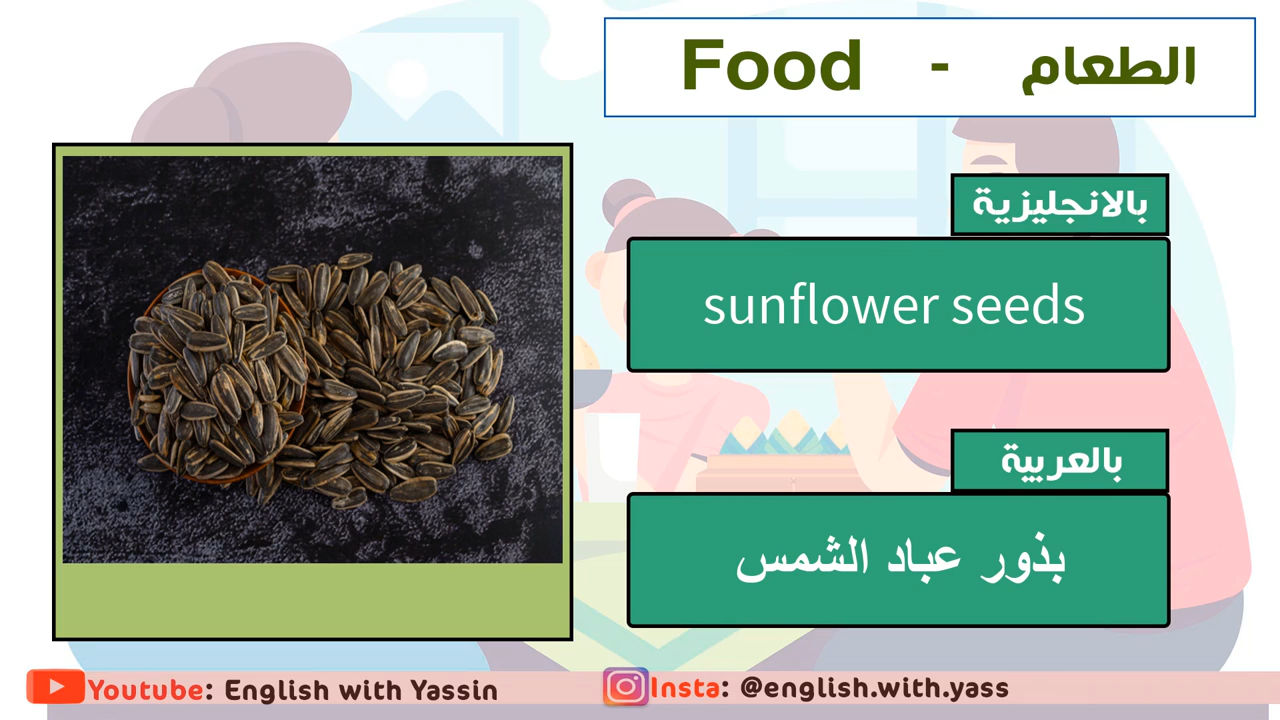 Food - الطعام
بالانجليزية
sunflower seeds
بالعربية
بذور عباد الشمس
Youtube: English with Yassin
Insta: @english.with.yass